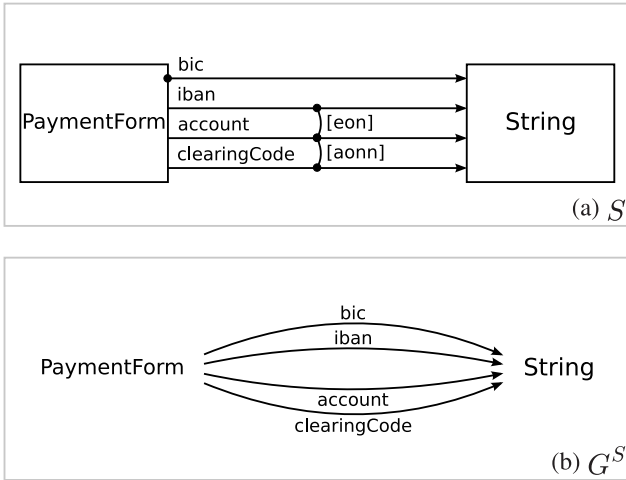 bic
iban
PaymentForm
account
[eon]
String
clearingCode
[aonn]
(a) S
bic
iban
PaymentForm
String
account
clearingCode
(b) G^S